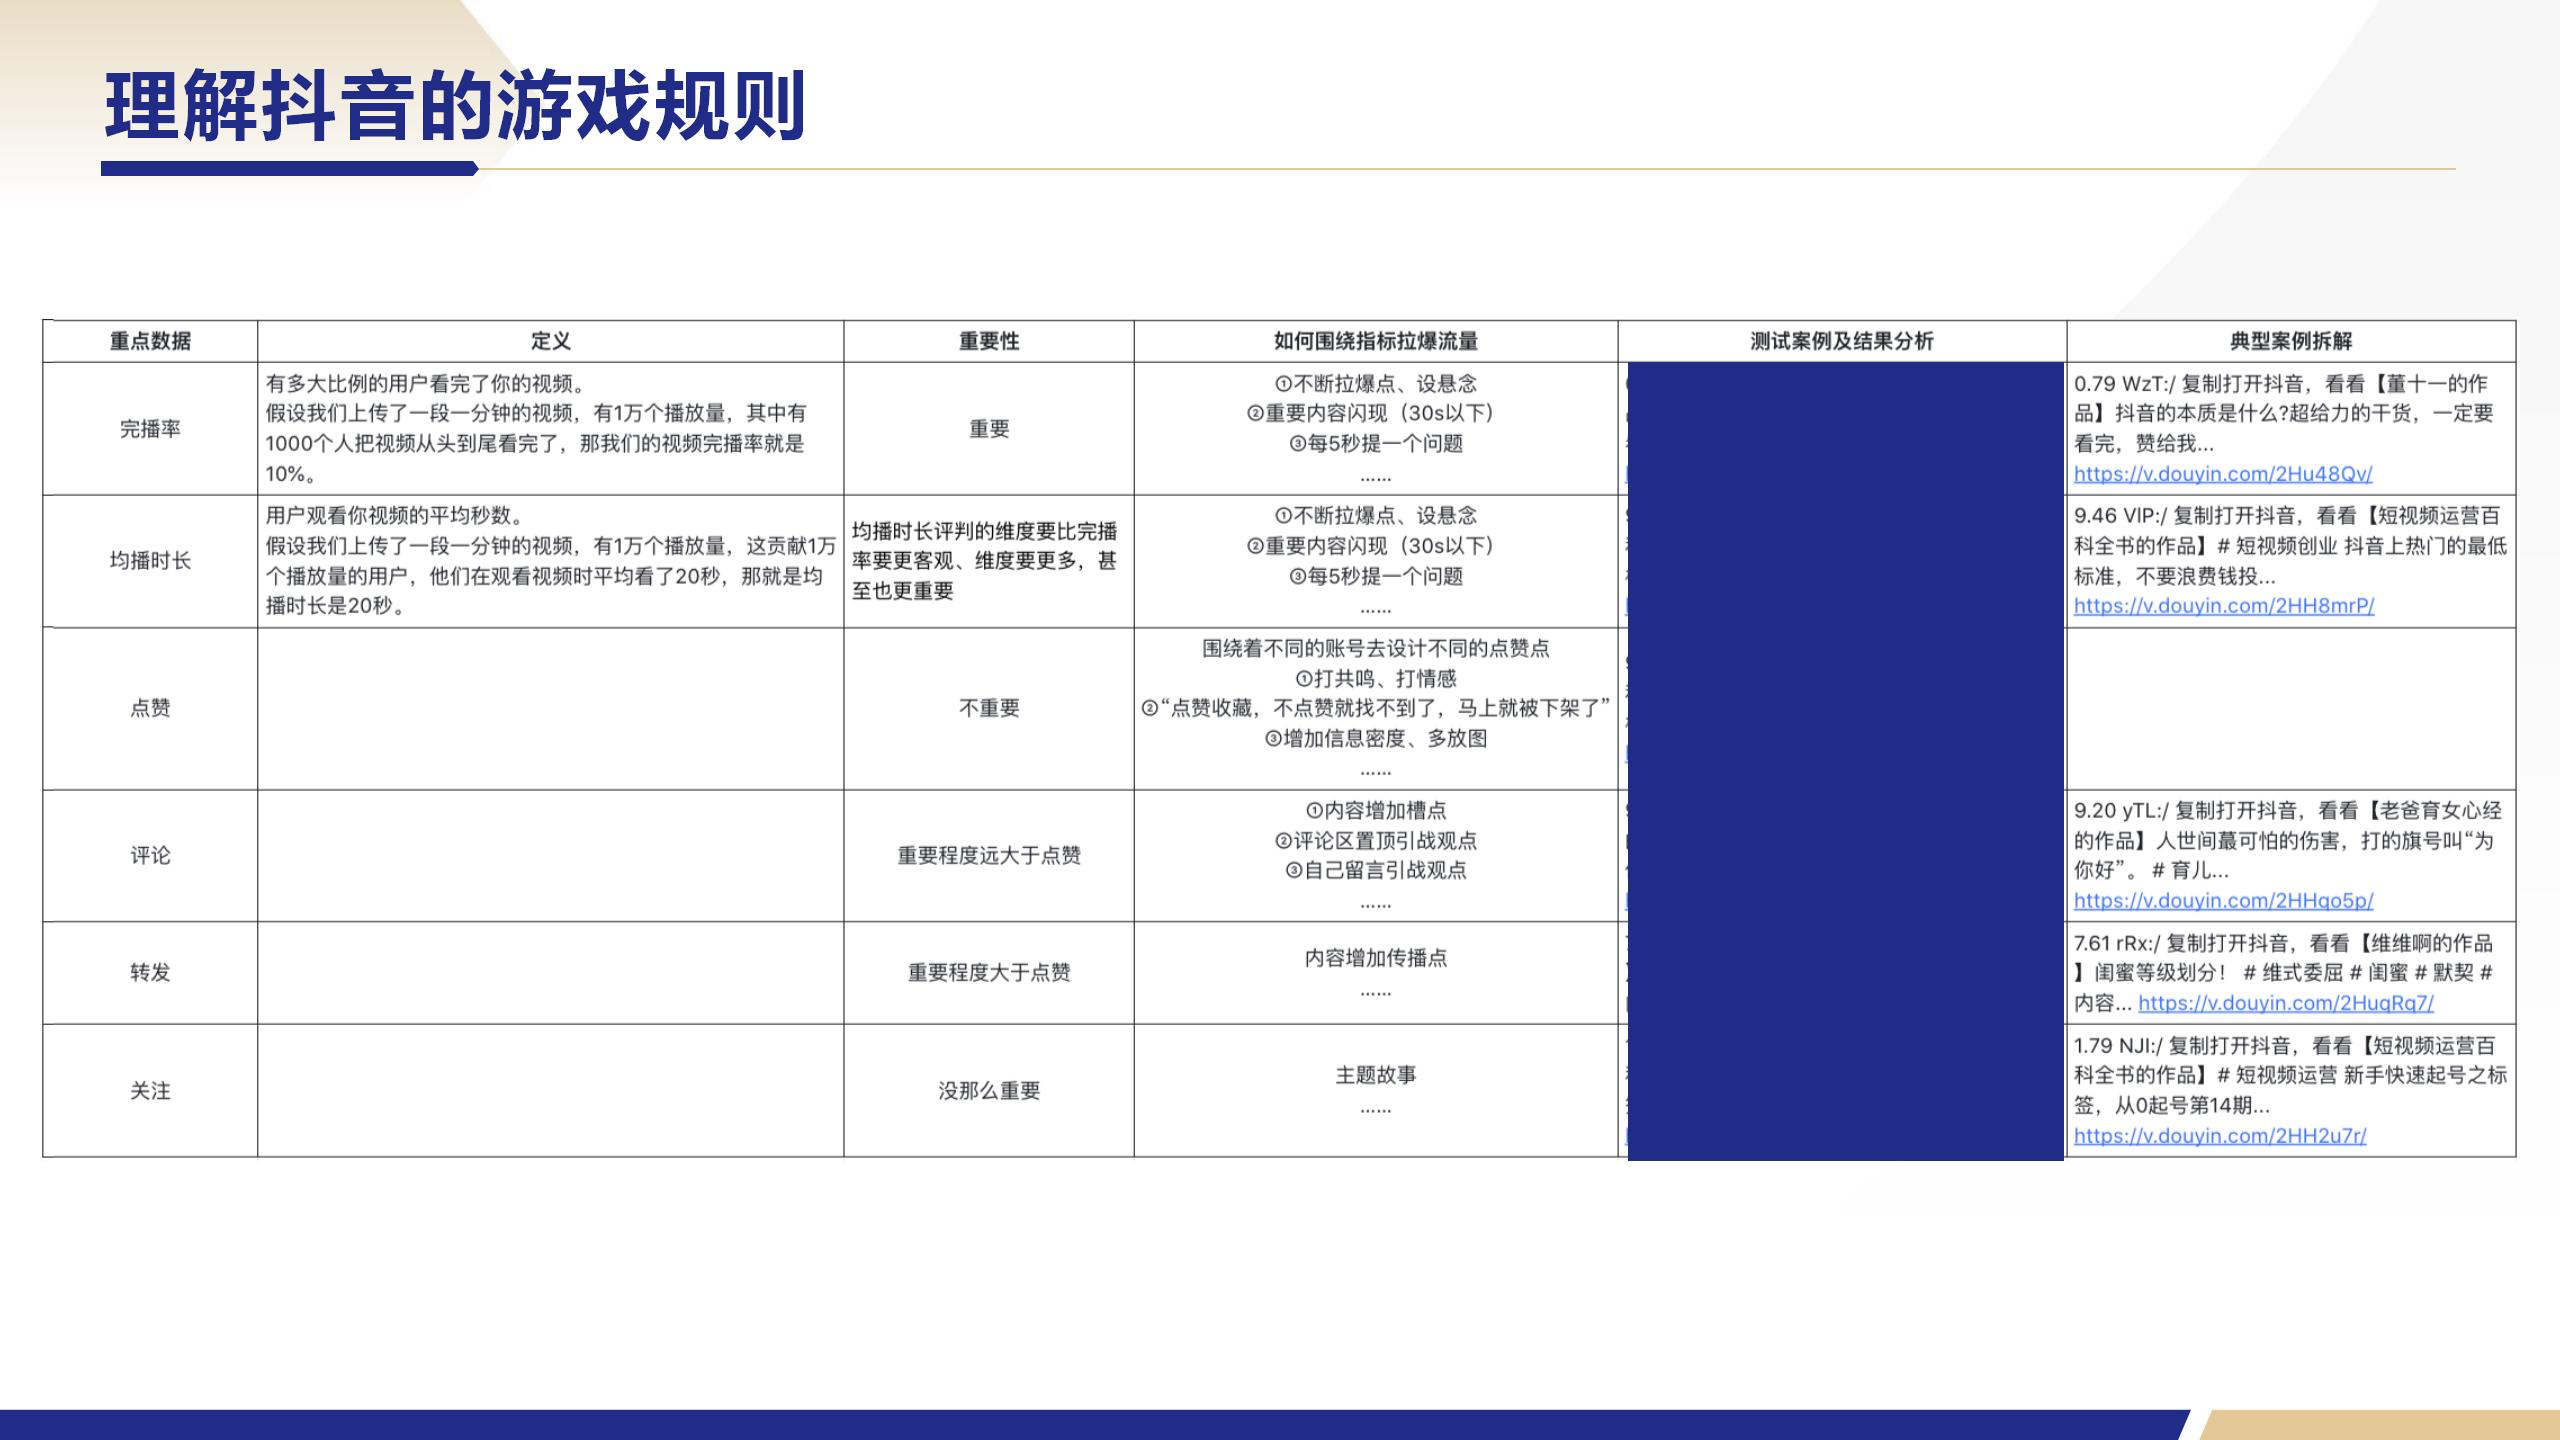 理解抖音的游戏规则
重点数据
定义
重要性
如何围绕指标拉爆流量
测试案例及结果分析
典型案例拆解
完播率
有多大比例的用户看完了你的视频。
假设我们上传了一段一分钟的视频，有1万个播放量，其中有
1000个人把视频从头到尾看完了，那我们的视频完播率就是
10%。
重要
①不断拉爆点、设悬念
②重要内容闪现（30s以下）
③每5秒提一个问题
……
0.79 WzT:/ 复制打开抖音，看看【董十一的作
品】抖音的本质是什么?超给力的干货，一定要
看完，赞给我...
https://v.douyin.com/2Hu48Qv/
均播时长
用户观看你视频的平均秒数。
假设我们上传了一段一分钟的视频，有1万个播放量，这贡献1万
个播放量的用户，他们在观看视频时平均看了20秒，那就是均
播时长是20秒。
均播时长评判的维度要比完播
率要更客观、维度要更多，甚
至也更重要
①不断拉爆点、设悬念
②重要内容闪现（30s以下）
③每5秒提一个问题
……
9.46 VIP:/ 复制打开抖音，看看【短视频运营百
科全书的作品】# 短视频创业 抖音上热门的最低
标准，不要浪费钱投...
https://v.douyin.com/2HH8mrP/
点赞
不重要
围绕着不同的账号去设计不同的点赞点
①打共鸣、打情感
②“点赞收藏，不点赞就找不到了，马上就被下架了”
③增加信息密度、多放图
……
评论
重要程度远大于点赞
①内容增加槽点
②评论区置顶引战观点
③自己留言引战观点
……
9.20 yTL:/ 复制打开抖音，看看【老爸育女心经
的作品】人世间蕞可怕的伤害，打的旗号叫“为
你好”。 # 育儿...
https://v.douyin.com/2HHqo5p/
转发
重要程度大于点赞
内容增加传播点
……
7.61 rRx:/ 复制打开抖音，看看【维维啊的作品
】闺蜜等级划分！ # 维式委屈 # 闺蜜 # 默契 #
内容... https://v.douyin.com/2HuqRq7/
关注
没那么重要
主题故事
……
1.79 NJI:/ 复制打开抖音，看看【短视频运营百
科全书的作品】# 短视频运营 新手快速起号之标
签，从0起号第14期...
https://v.douyin.com/2HH2u7r/